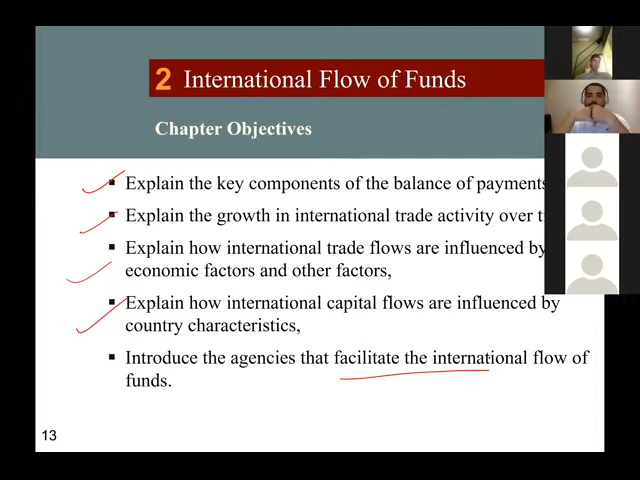 2 International Flow of Funds
Chapter Objectives
▪ Explain the key components of the balance of payments
▪ Explain the growth in international trade activity over
▪ Explain how international trade flows are influenced by
economic factors and other factors,
▪ Explain how international capital flows are influenced by
country characteristics,
▪ Introduce the agencies that facilitate the international flow of
funds.
13